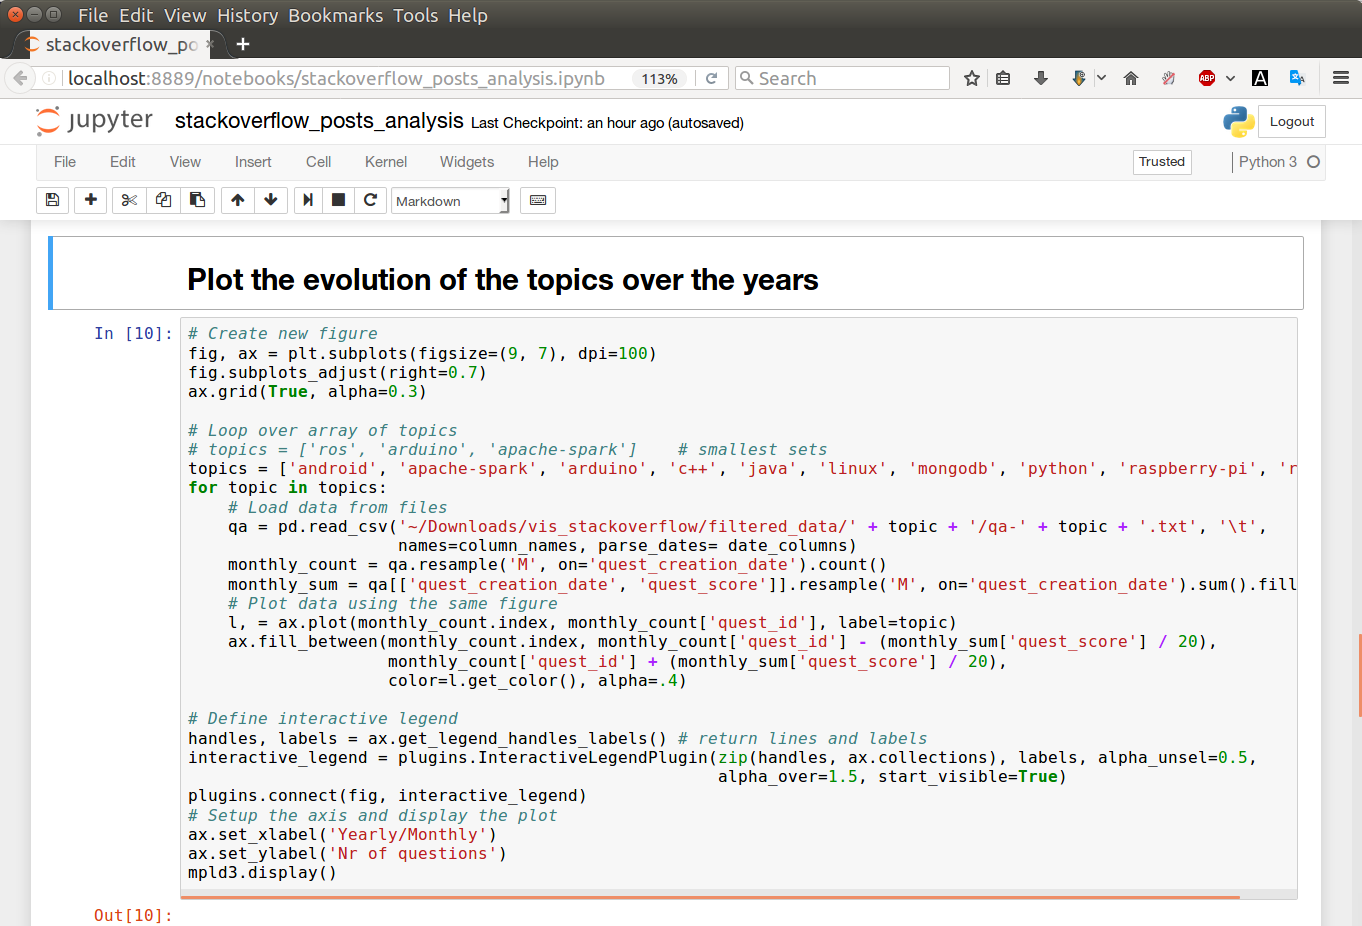 File Edit View History Bookmarks Tools Help
stackoverflow_po
localhost:8889/notebooks/stackoverflow_posts_analysis.ipynb 113% Search ABP A
jupyter stackoverflow_posts_analysis Last Checkpoint: an hour ago (autosaved) Logout
File Edit View Insert Cell Kernel Widgets Help Trusted Python 3
Markdown
Plot the evolution of the topics over the years
In [10]: # Create new figure
fig, ax = plt.subplots(figsize=(9, 7), dpi=100)
fig.subplots_adjust(right=0.7)
ax.grid(True, alpha=0.3)
# Loop over array of topics
# topics = ['ros', 'arduino', 'apache-spark']    # smallest sets
topics = ['android', 'apache-spark', 'arduino', 'c++', 'java', 'linux', 'mongodb', 'python', 'raspberry-pi', 'r
for topic in topics:
    # Load data from files
    qa = pd.read_csv('~/Downloads/vis_stackoverflow/filtered_data/' + topic + '/qa-' + topic + '.txt', '\t',
                     names=column_names, parse_dates= date_columns)
    monthly_count = qa.resample('M', on='quest_creation_date').count()
    monthly_sum = qa[['quest_creation_date', 'quest_score']].resample('M', on='quest_creation_date').sum().fill
    # Plot data using the same figure
    l, = ax.plot(monthly_count.index, monthly_count['quest_id'], label=topic)
    ax.fill_between(monthly_count.index, monthly_count['quest_id'] - (monthly_sum['quest_score'] / 20),
                    monthly_count['quest_id'] + (monthly_sum['quest_score'] / 20),
                    color=l.get_color(), alpha=.4)
# Define interactive legend
handles, labels = ax.get_legend_handles_labels() # return lines and labels
interactive_legend = plugins.InteractiveLegendPlugin(zip(handles, ax.collections), labels, alpha_unsel=0.5,
                                                     alpha_over=1.5, start_visible=True)
plugins.connect(fig, interactive_legend)
# Setup the axis and display the plot
ax.set_xlabel('Yearly/Monthly')
ax.set_ylabel('Nr of questions')
mpld3.display()
Out[10]: